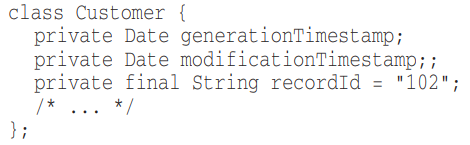 class Customer {
  private Date generationTimestamp;
  private Date modificationTimestamp;;
  private final String recordId = "102";
  /* ... */
};